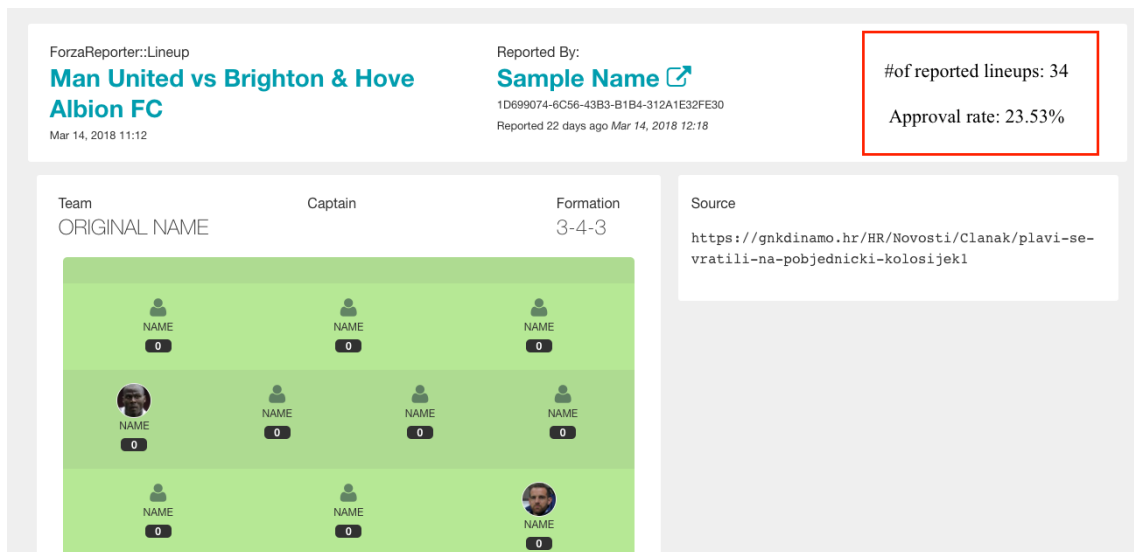 ForzaReporter::Lineup
Man United vs Brighton & Hove
Albion FC
Mar 14, 2018 11:12
Reported By:
Sample Name
1D699074-6C56-43B3-B1B4-312A1E32FE30
Reported 22 days ago Mar 14, 2018 12:18
#of reported lineups: 34
Approval rate: 23.53%
Team
ORIGINAL NAME
Captain
Formation
3-4-3
NAME NAME NAME
0 0 0
NAME NAME NAME NAME
0 0 0 0
NAME NAME NAME
0 0 0
Source
https://gnkdinamo.hr/HR/Novosti/Clanak/plavi-se-
vratili-na-pobjednicki-kolosijek1